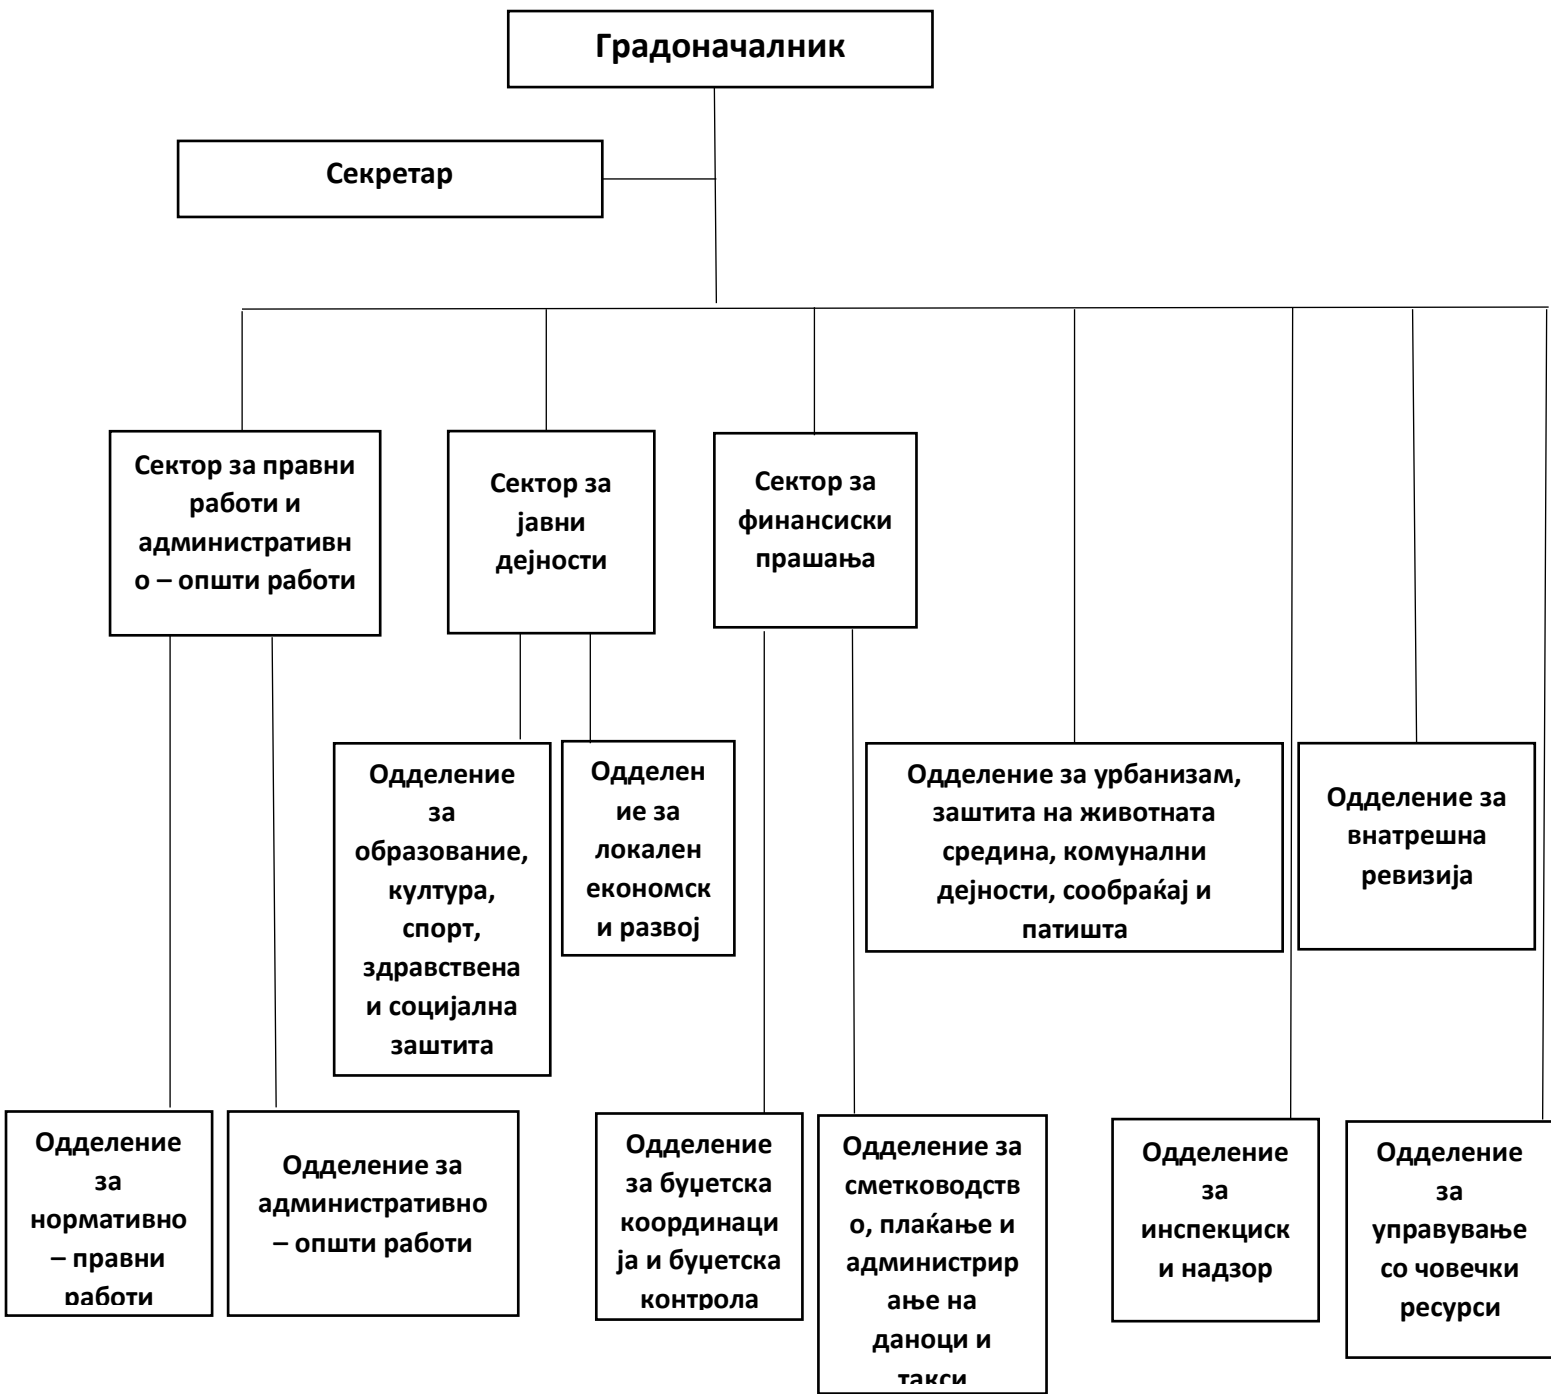 Градоначалник
Секретар
Сектор за правни
работи и
административн
о – општи работи
Сектор за
јавни
дејности
Сектор за
финансиски
прашања
Одделение
за
образование,
култура,
спорт,
здравствена
и социјална
заштита
Одделен
ие за
локален
економск
и развој
Одделение за урбанизам,
заштита на животната
средина, комунални
дејности, сообраќај и
патишта
Одделение за
внатрешна
ревизија
Одделение
за
нормативно
– правни
работи
Одделение за
административно
– општи работи
Одделение
за буџетска
координаци
ја и буџетска
контрола
Одделение за
сметководств
о, плаќање и
администрир
ање на
даноци и
такси
Одделение
за
инспекциск
и надзор
Одделение
за
управување
со човечки
ресурси